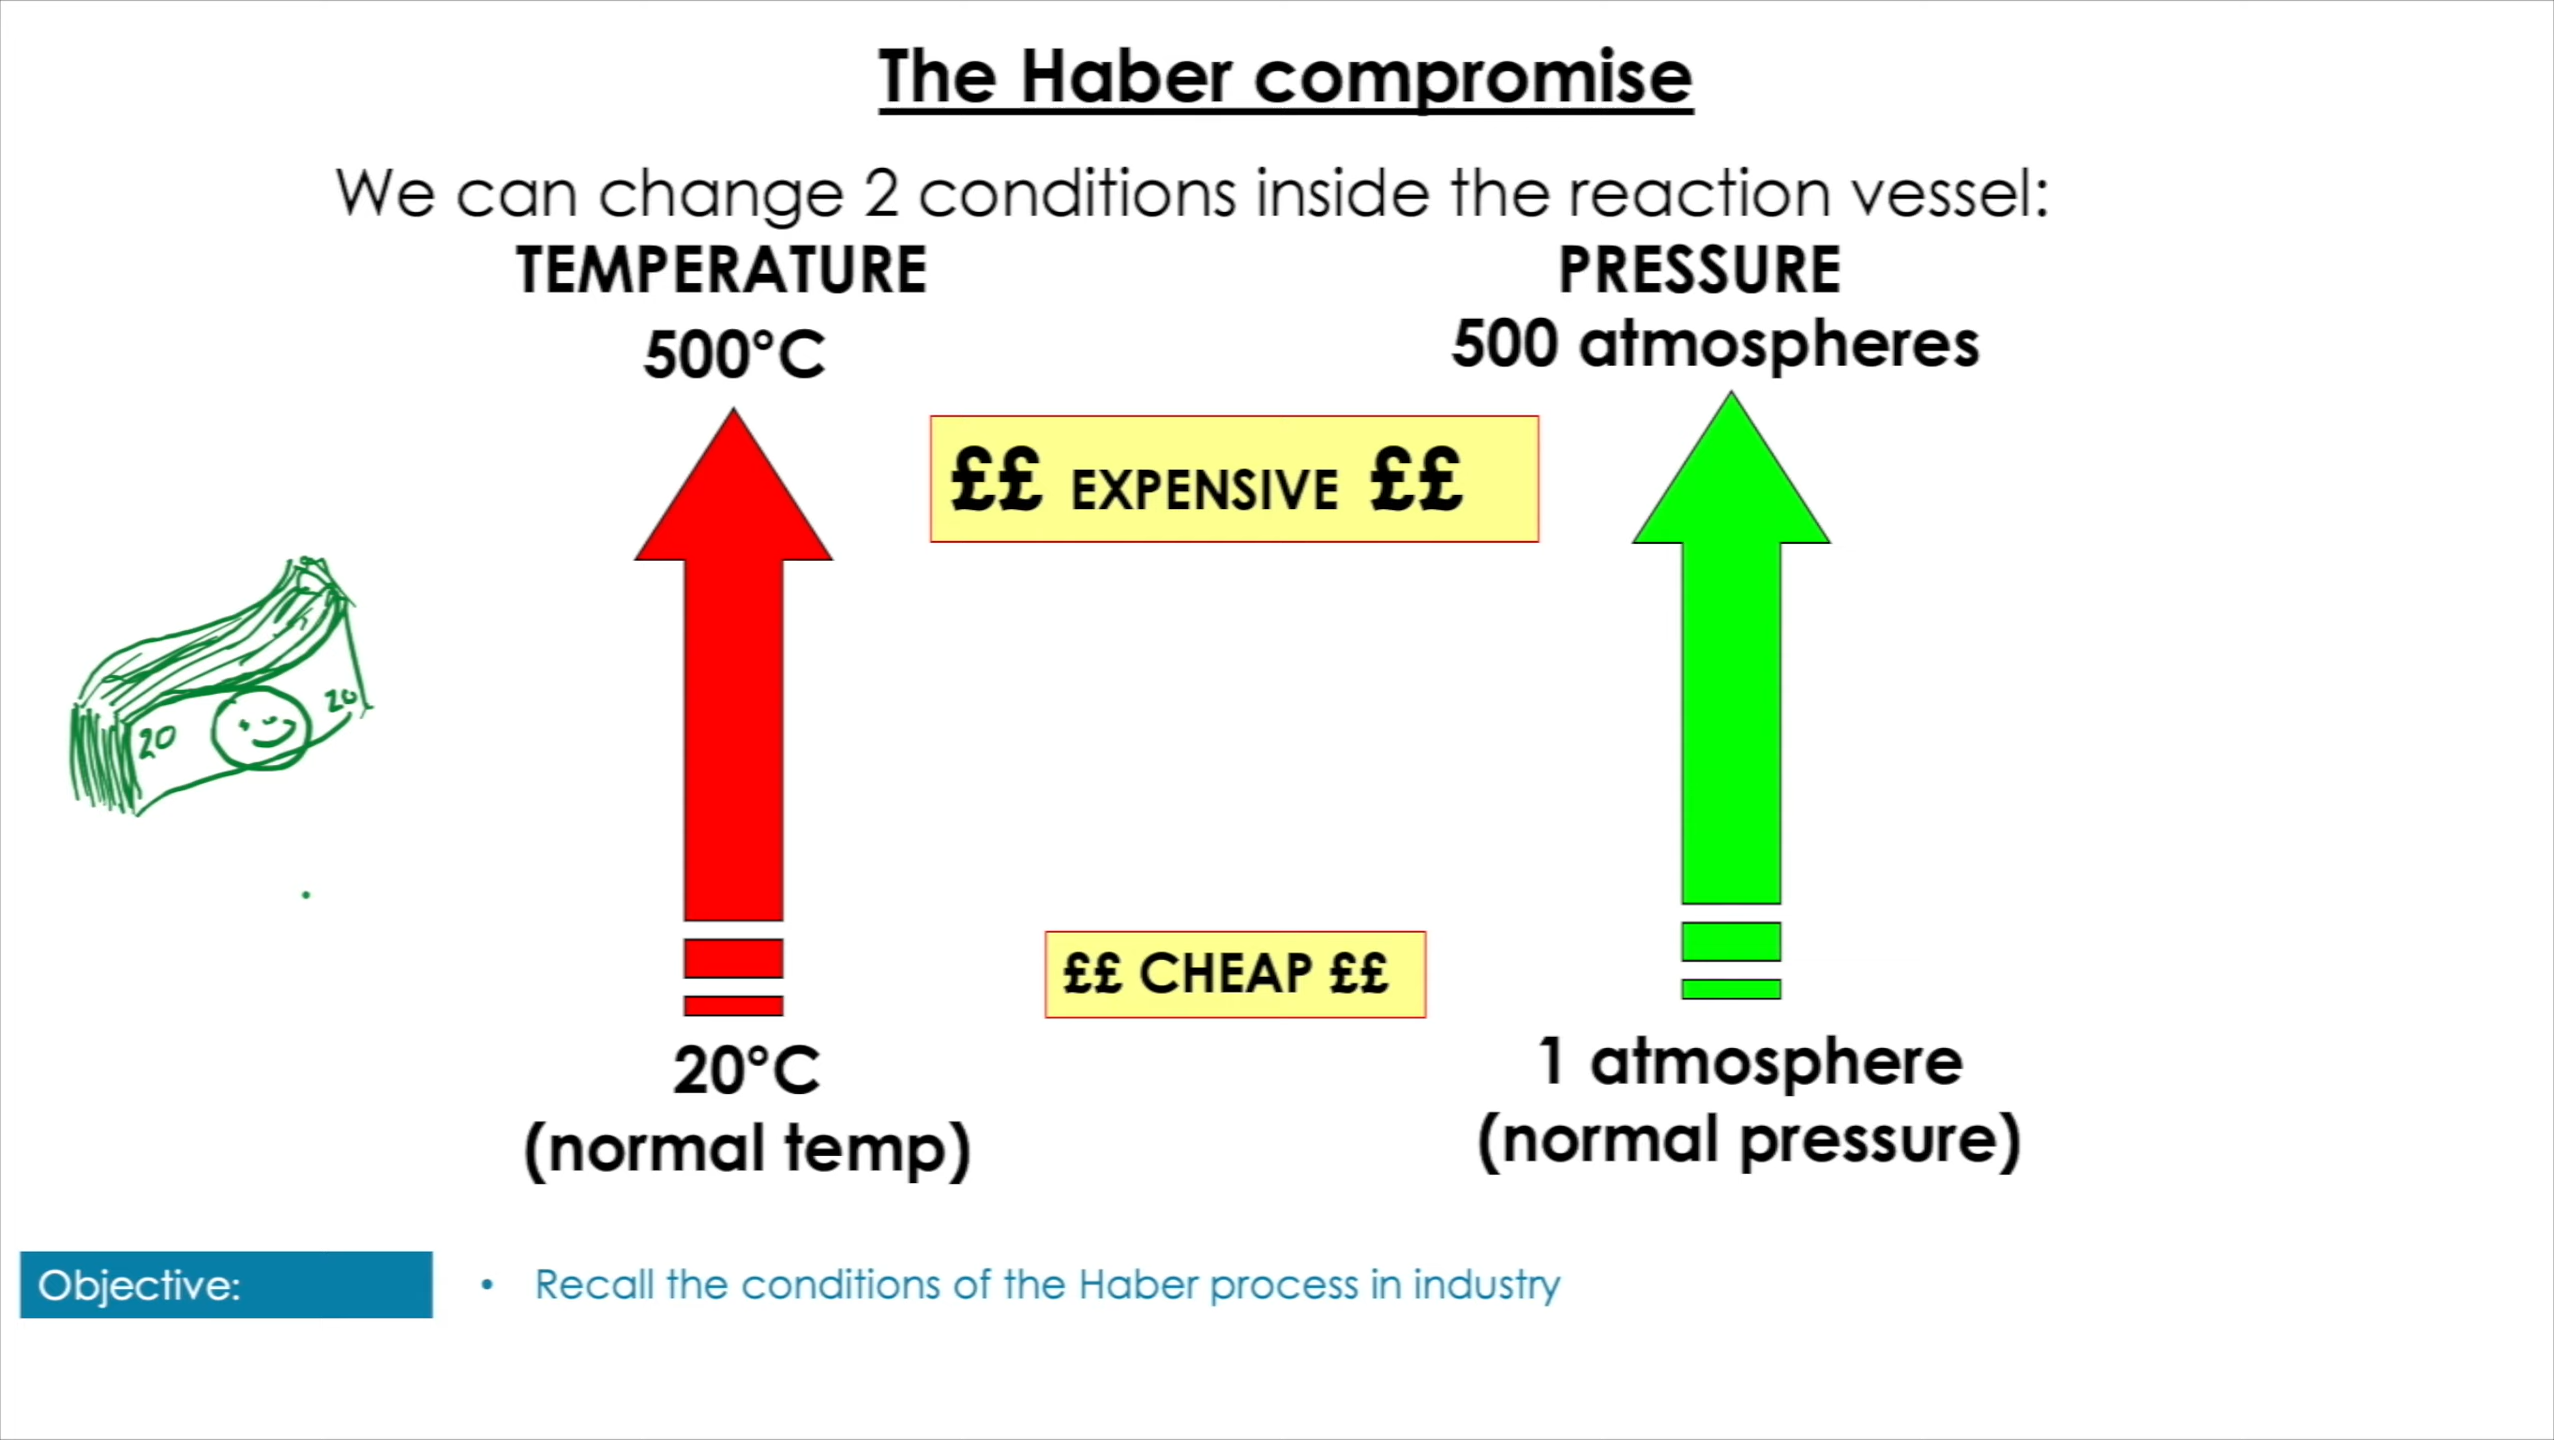 The Haber compromise
We can change 2 conditions inside the reaction vessel:
TEMPERATURE
PRESSURE
500°C
500 atmospheres
££ EXPENSIVE ££
20
20
££ CHEAP ££
20°C
(normal temp)
1 atmosphere
(normal pressure)
Objective:
• Recall the conditions of the Haber process in industry